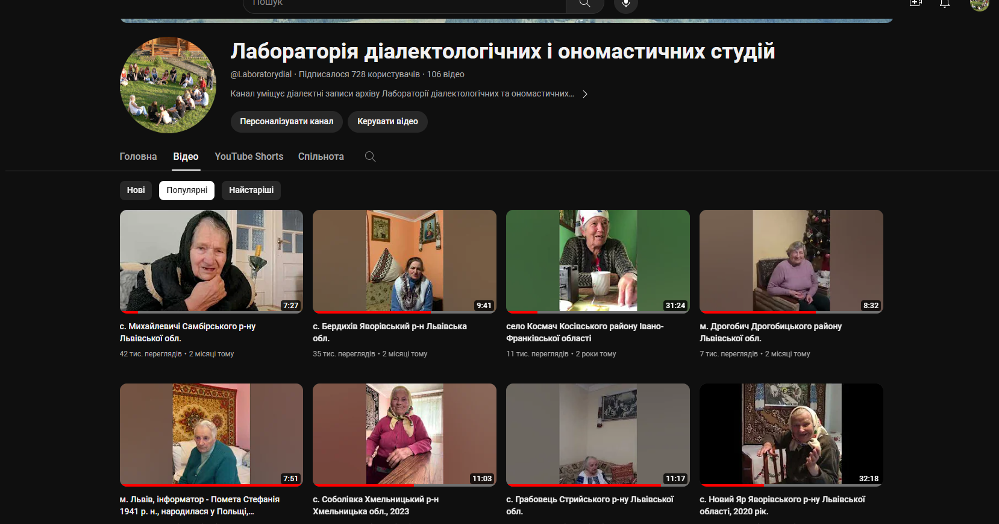 Пошук
Лабораторія діалектологічних і ономастичних студій
@Laboratorydial · Підписалося 728 користувачів · 106 відео
Канал уміщує діалектні записи архіву Лабораторії діалектологічних та ономастичних...
Персоналізувати канал
Керувати відео
Головна
Відео
YouTube Shorts
Спільнота
Нові
Популярні
Найстаріші
7:27
9:41
31:24
8:32
с. Михайлевичі Самбірського р-ну
Львівської обл.
42 тис. переглядів • 2 місяці тому
с. Бердихів Яворівський р-н Львівська
обл.
35 тис. переглядів • 2 місяці тому
село Космач Косівського району Івано-
Франківської області
11 тис. переглядів • 2 роки тому
м. Дрогобич Дрогобицького району
Львівської обл.
7 тис. переглядів • 2 місяці тому
7:51
11:03
11:17
32:18
м. Львів, інформатор - Помета Стефанія
1941 р. н., народилася у Польщі,...
с. Соболівка Хмельницький р-н
Хмельницька обл., 2023
с. Грабовець Стрийського р-ну Львівської
обл.
с. Новий Яр Яворівського р-ну Львівської
області, 2020 рік.